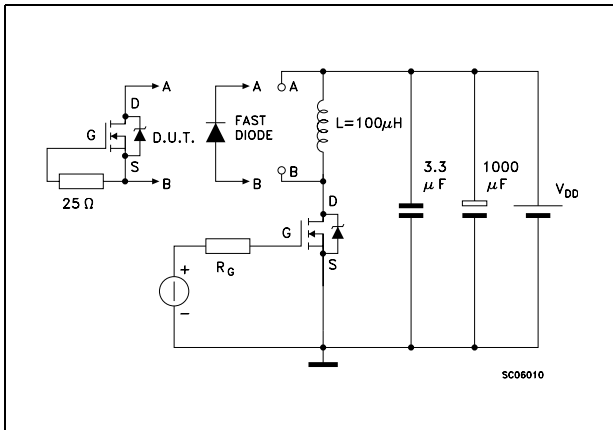 A
A
A
D
FAST
DIODE
L=100μH
G
D.U.T.
S
B
B
B
25 Ω
D
3.3
μF
1000
μF
V_DD
G
S
R_G
+
−
SC06010